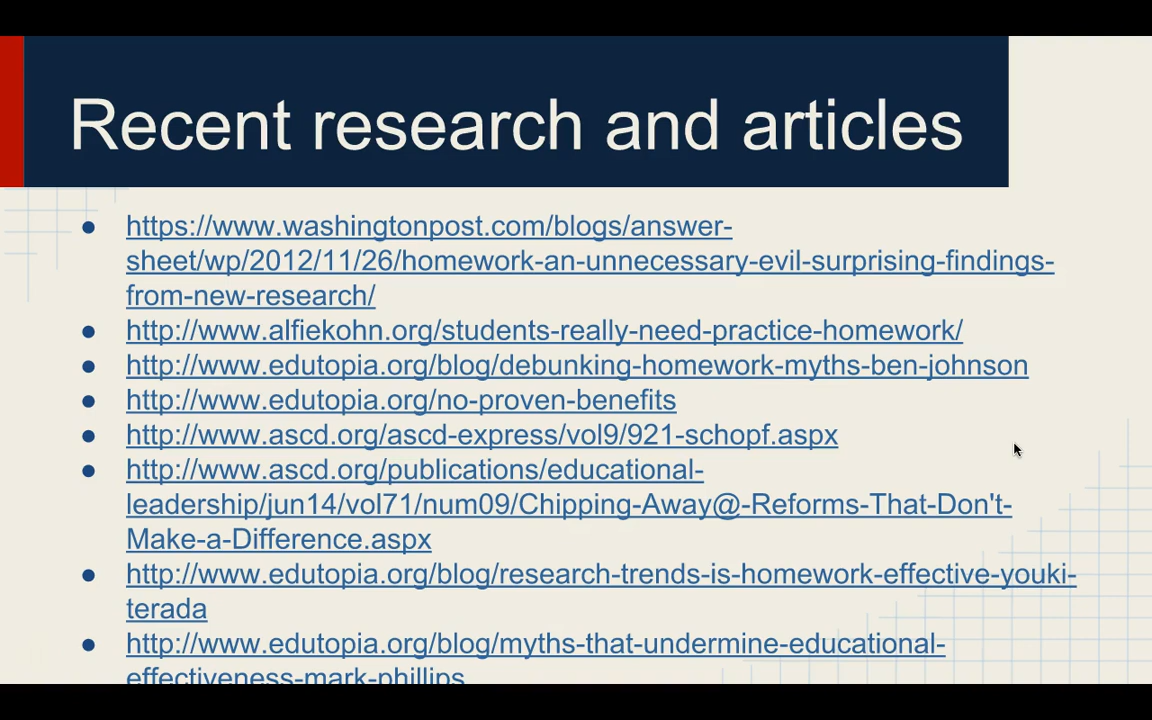 Recent research and articles
● https://www.washingtonpost.com/blogs/answer-
sheet/wp/2012/11/26/homework-an-unnecessary-evil-surprising-findings-
from-new-research/
● http://www.alfiekohn.org/students-really-need-practice-homework/
● http://www.edutopia.org/blog/debunking-homework-myths-ben-johnson
● http://www.edutopia.org/no-proven-benefits
● http://www.ascd.org/ascd-express/vol9/921-schopf.aspx
● http://www.ascd.org/publications/educational-
leadership/jun14/vol71/num09/Chipping-Away@-Reforms-That-Don't-
Make-a-Difference.aspx
● http://www.edutopia.org/blog/research-trends-is-homework-effective-youki-
terada
● http://www.edutopia.org/blog/myths-that-undermine-educational-
effectiveness-mark-phillips